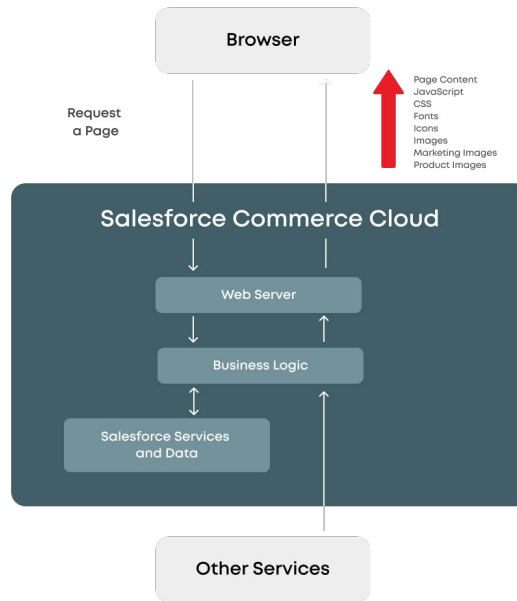 Browser
Request
a Page
Page Content
JavaScript
CSS
Fonts
Icons
Images
Marketing Images
Product Images
Salesforce Commerce Cloud
Web Server
Business Logic
Salesforce Services
and Data
Other Services